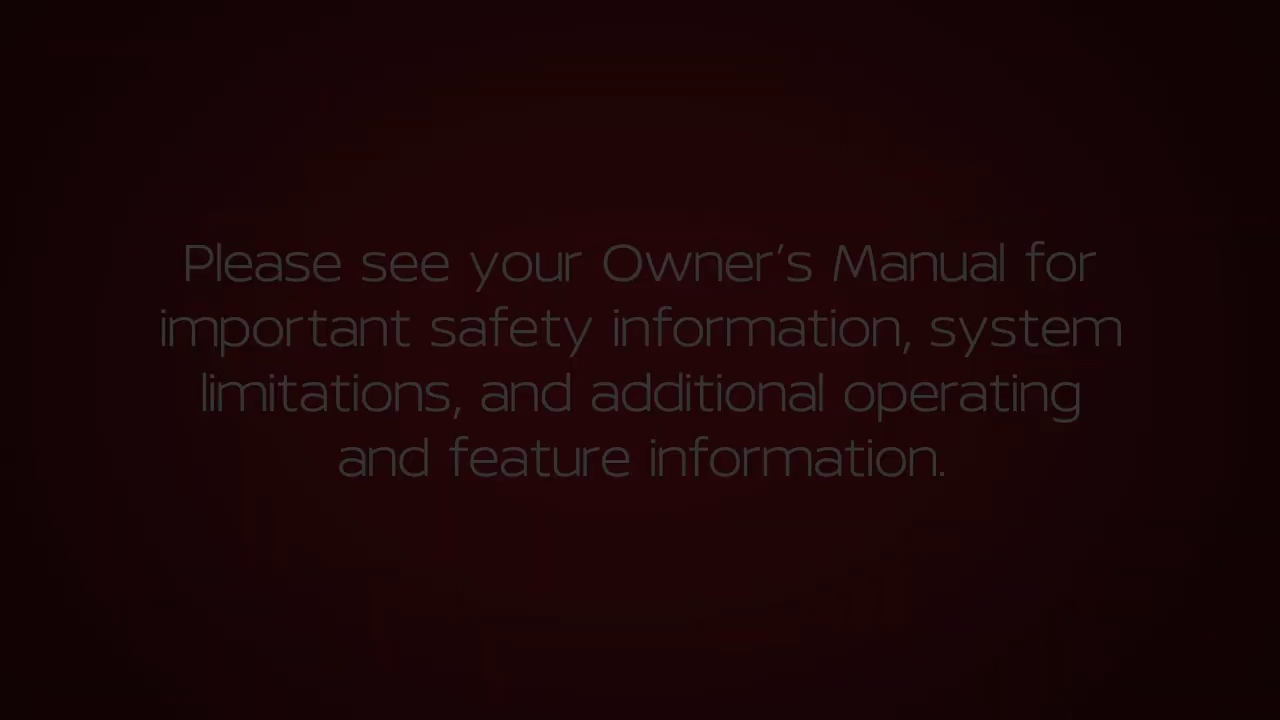 Please see your Owner’s Manual for
important safety information, system
limitations, and additional operating
and feature information.